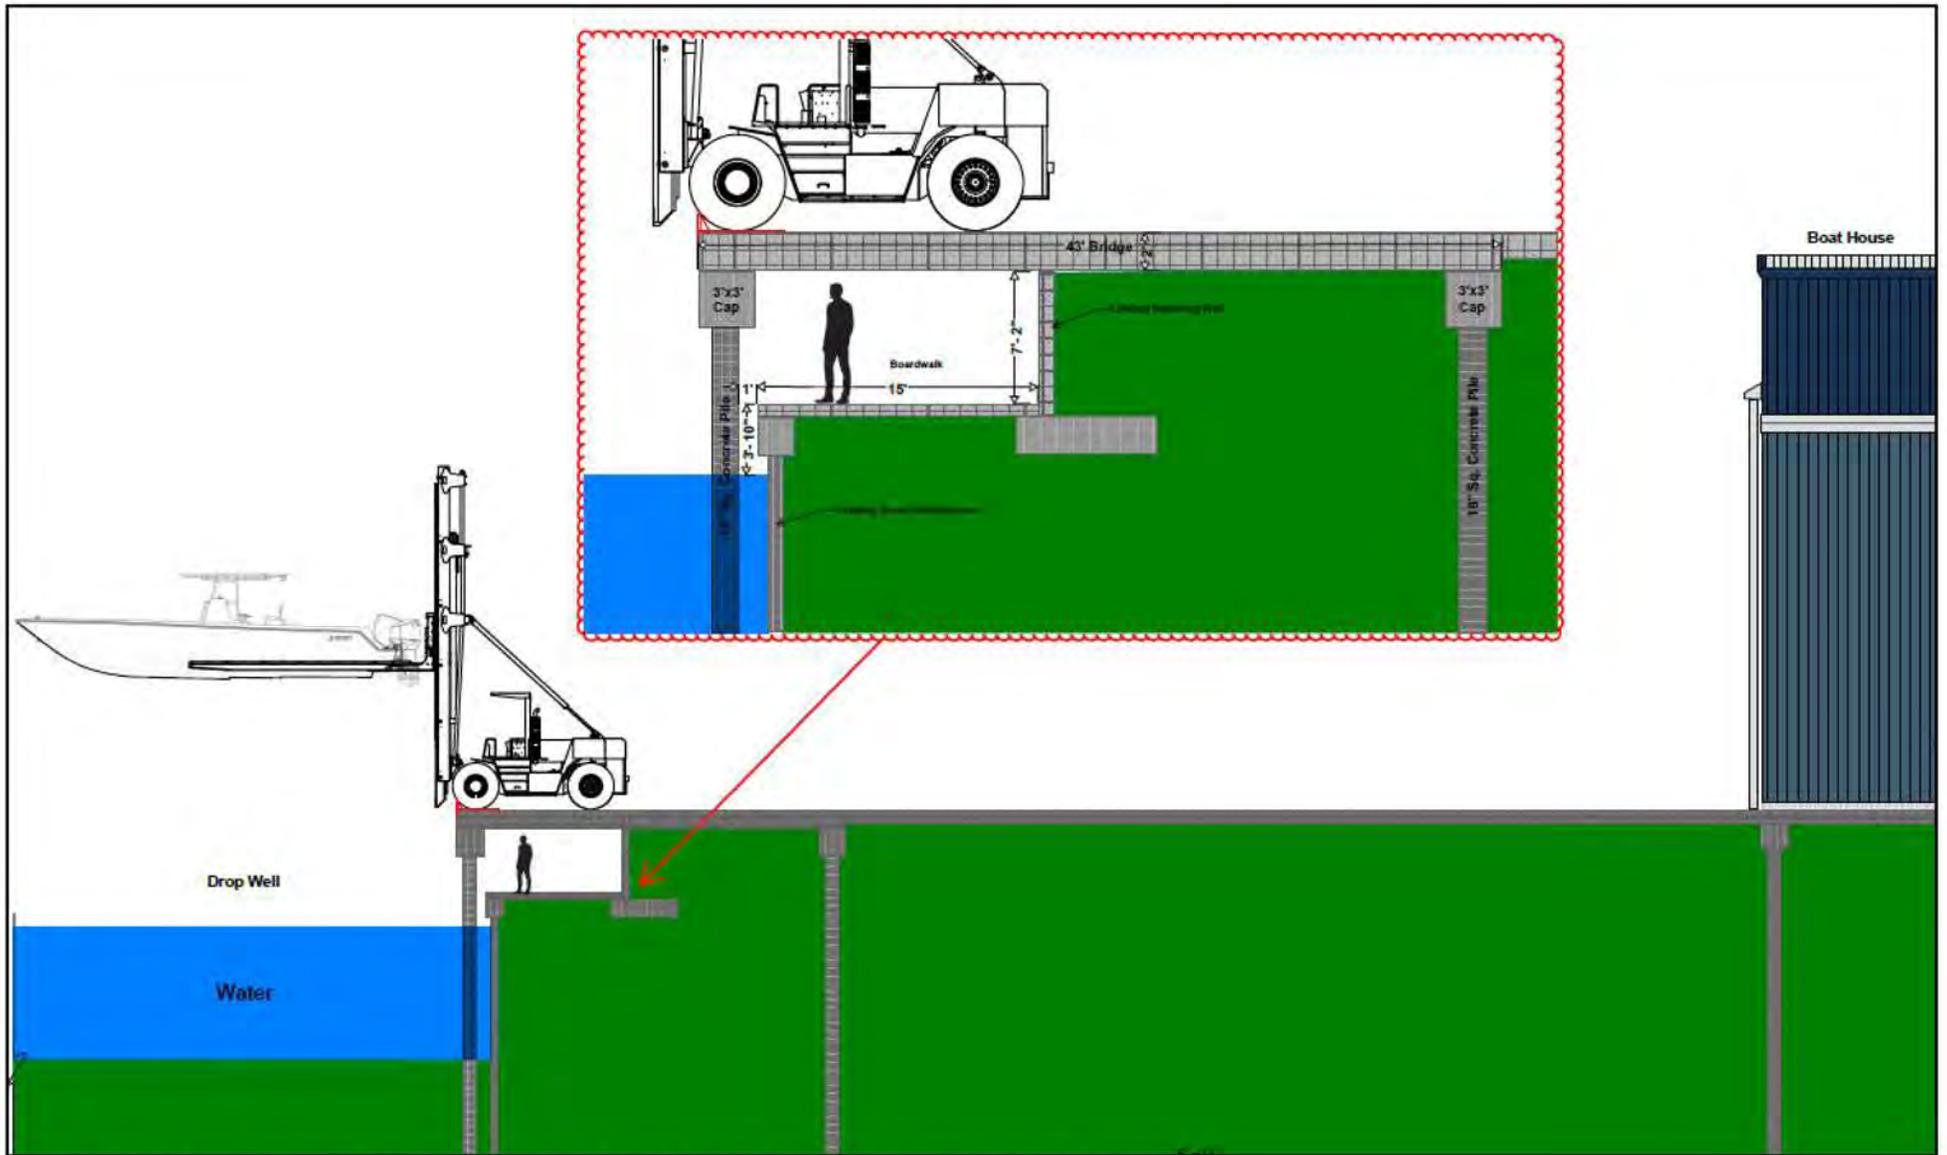 43' Bridge
2'
Boat House
3'x3'
Cap
3'x3'
Cap
7'- 2"
Boardwalk
1'
15'
3'- 10"
Sq. Concrete Pile
18" Sq. Concrete Pile
Drop Well
Water